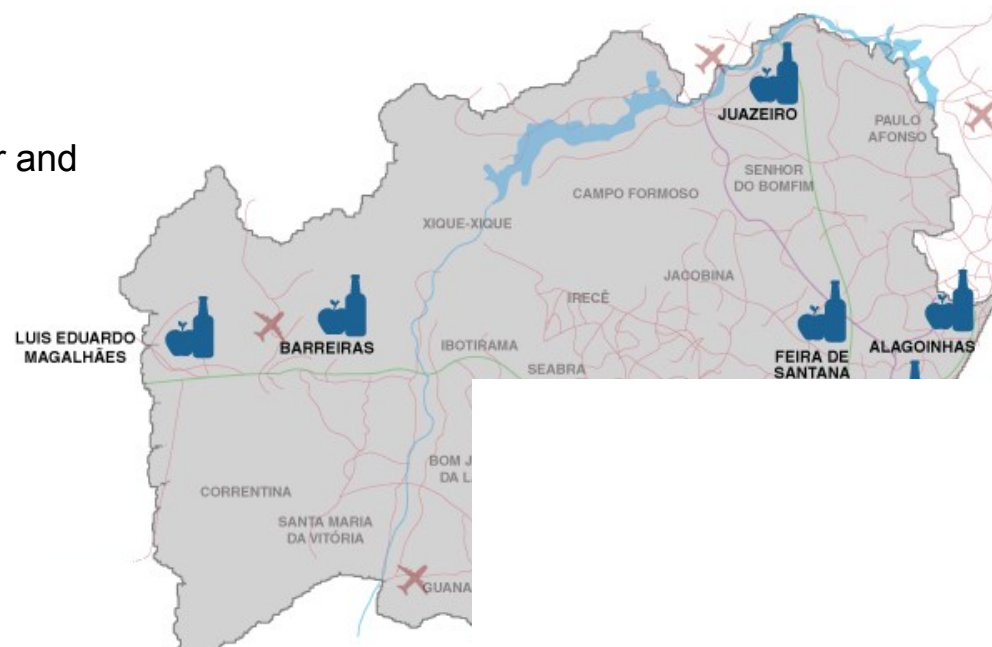 r and
JUAZEIRO
PAULO
AFONSO
SENHOR
DO BOMFIM
CAMPO FORMOSO
XIQUE-XIQUE
JACOBINA
IRECÊ
LUIS EDUARDO
MAGALHÃES
BARREIRAS
IBOTIRAMA
SEABRA
FEIRA DE
SANTANA
ALAGOINHAS
BOM J
DA L
CORRENTINA
SANTA MARIA
DA VITÓRIA
GUANA